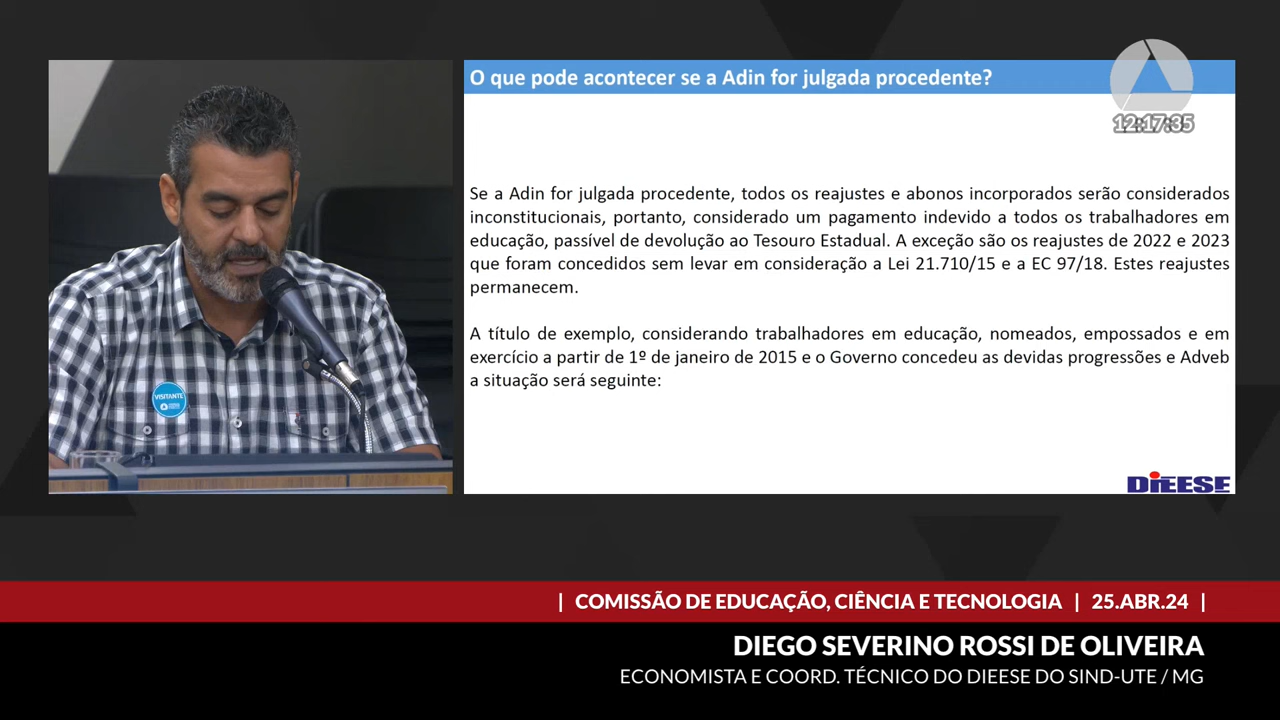 O que pode acontecer se a Adin for julgada procedente?
12:17:35
Se a Adin for julgada procedente, todos os reajustes e abonos incorporados serão considerados
inconstitucionais, portanto, considerado um pagamento indevido a todos os trabalhadores em
educação, passível de devolução ao Tesouro Estadual. A exceção são os reajustes de 2022 e 2023
que foram concedidos sem levar em consideração a Lei 21.710/15 e a EC 97/18. Estes reajustes
permanecem.
A título de exemplo, considerando trabalhadores em educação, nomeados, empossados e em
exercício a partir de 1º de janeiro de 2015 e o Governo concedeu as devidas progressões e Adveb
a situação será seguinte:
VISITANTE
DIEESE
| COMISSÃO DE EDUCAÇÃO, CIÊNCIA E TECNOLOGIA | 25.ABR.24 |
DIEGO SEVERINO ROSSI DE OLIVEIRA
ECONOMISTA E COORD. TÉCNICO DO DIEESE DO SIND-UTE / MG